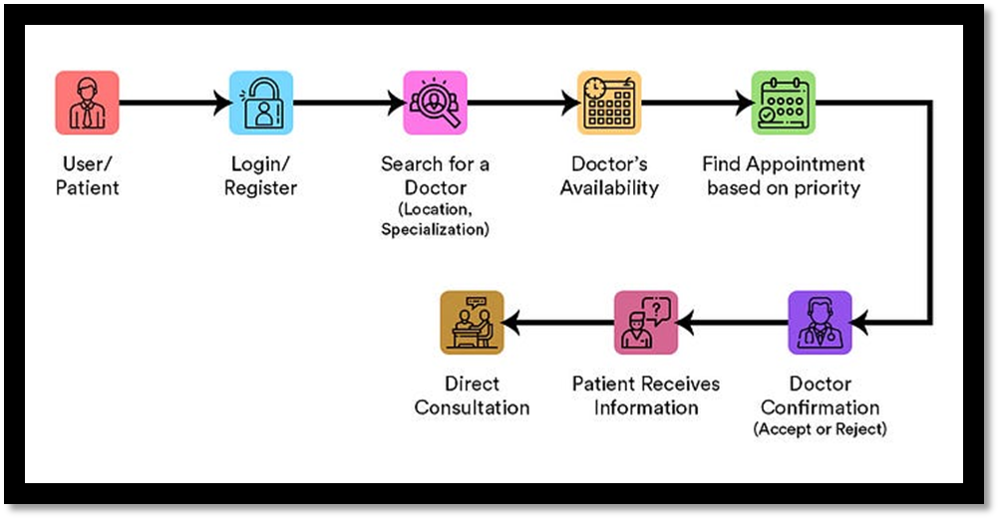 User/
Patient
Login/
Register
Search for a
Doctor
(Location,
Specialization)
Doctor's
Availability
Find Appointment
based on priority
Direct
Consultation
Patient Receives
Information
?
Doctor
Confirmation
(Accept or Reject)